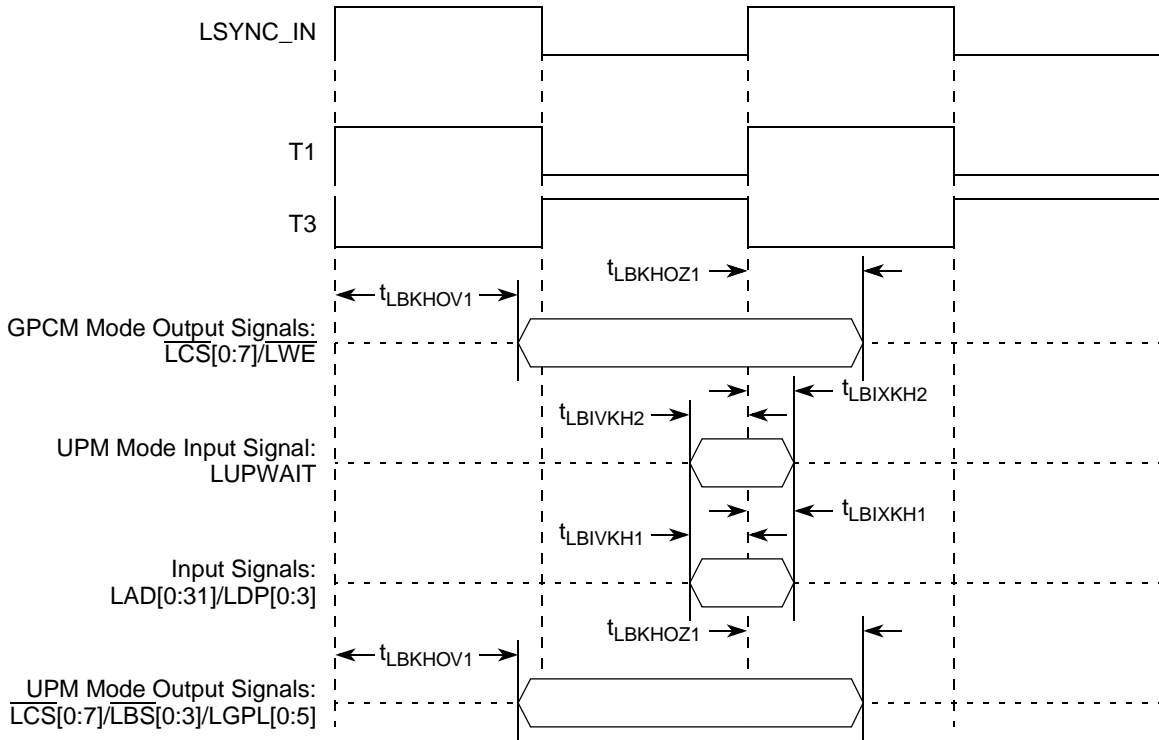 LSYNC_IN
T1
T3
tLBKHOZ1
tLBKHOV1
GPCM Mode Output Signals:
LCS[0:7]/LWE
tLBIXKH2
tLBIVKH2
UPM Mode Input Signal:
LUPWAIT
tLBIXKH1
tLBIVKH1
Input Signals:
LAD[0:31]/LDP[0:3]
tLBKHOZ1
tLBKHOV1
UPM Mode Output Signals:
LCS[0:7]/LBS[0:3]/LGPL[0:5]